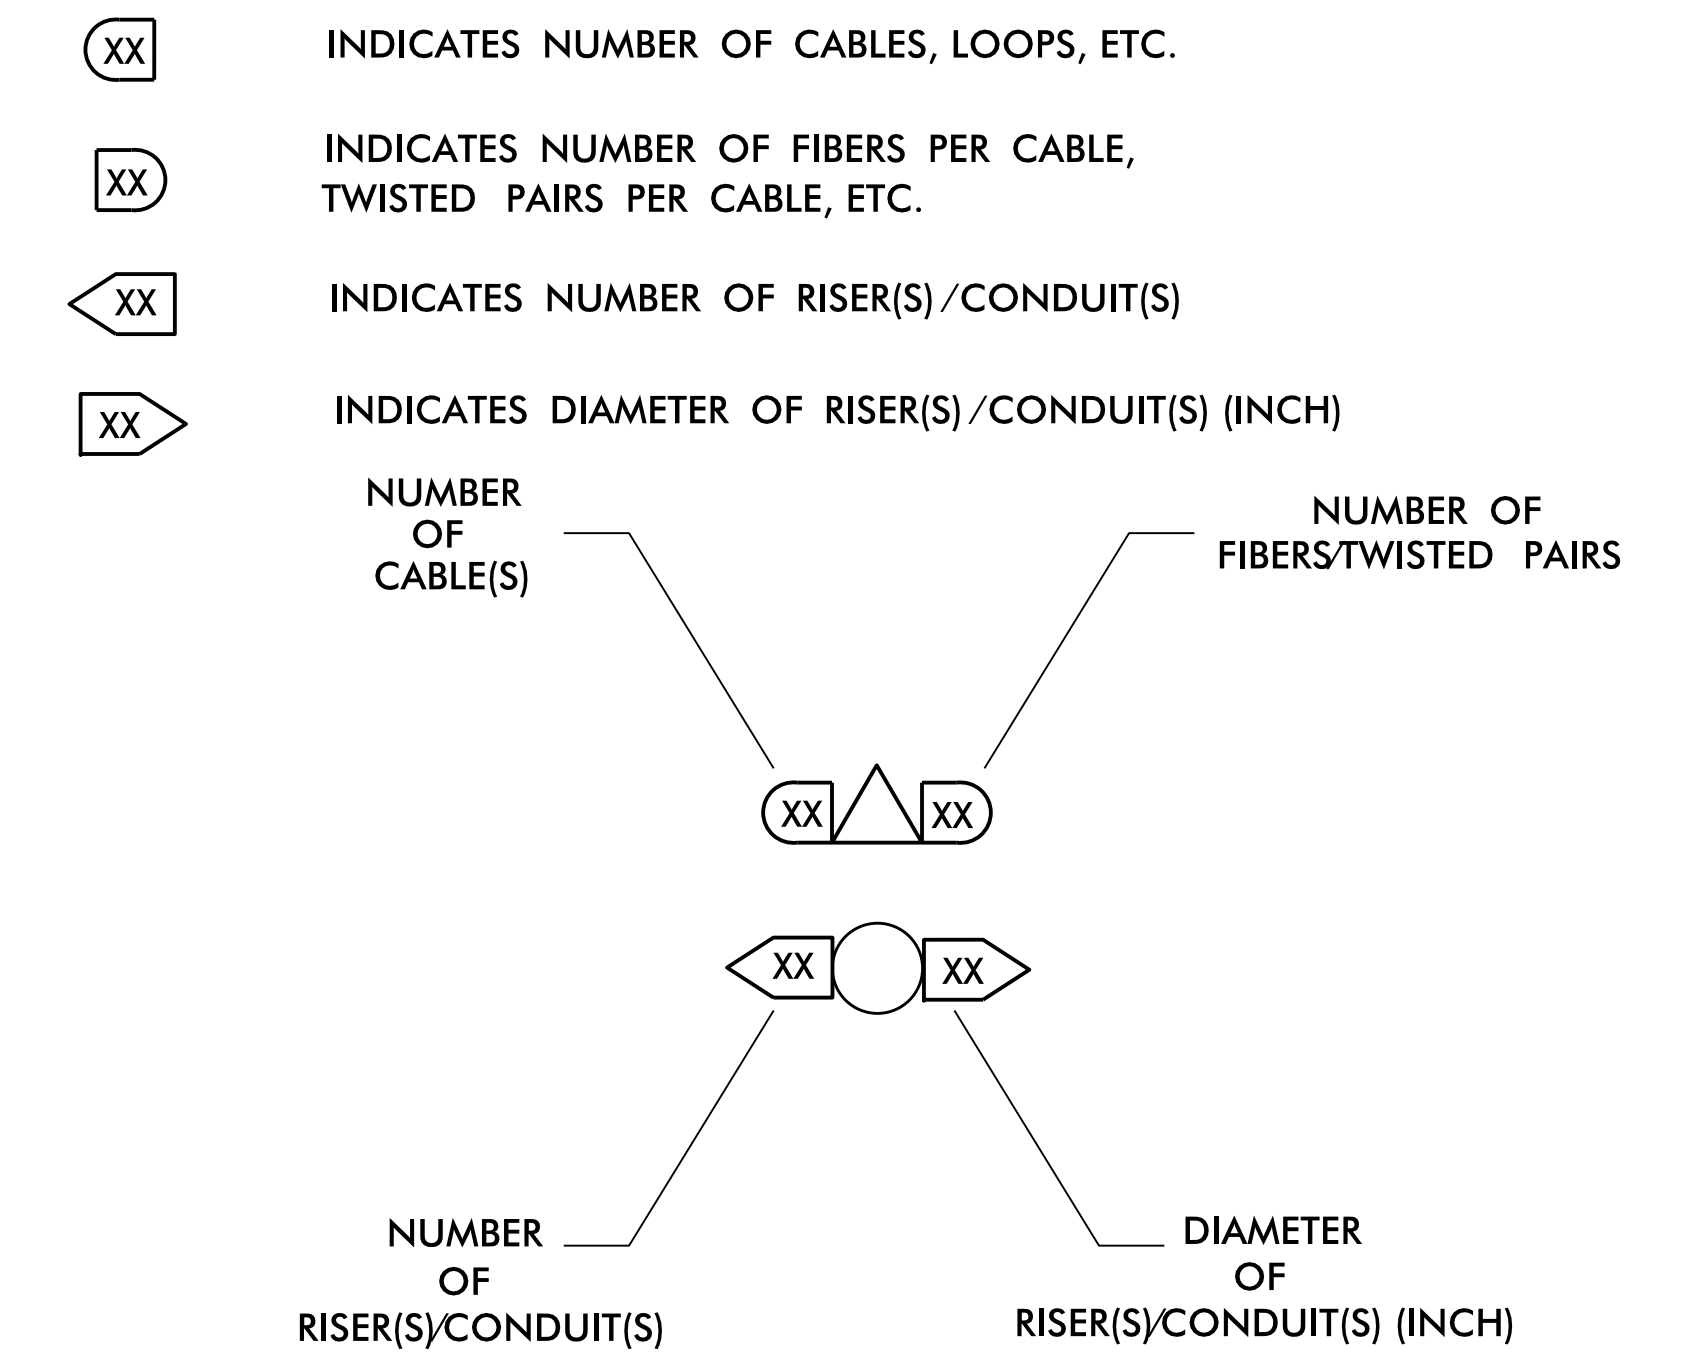 XX INDICATES NUMBER OF CABLES, LOOPS, ETC.
XX INDICATES NUMBER OF FIBERS PER CABLE,
TWISTED PAIRS PER CABLE, ETC.
XX INDICATES NUMBER OF RISER(S)/CONDUIT(S)
XX INDICATES DIAMETER OF RISER(S)/CONDUIT(S) (INCH)
NUMBER
OF
CABLE(S)
NUMBER OF
FIBERS/TWISTED PAIRS
XX XX
XX XX
NUMBER
OF
RISER(S)/CONDUIT(S)
DIAMETER
OF
RISER(S)/CONDUIT(S) (INCH)